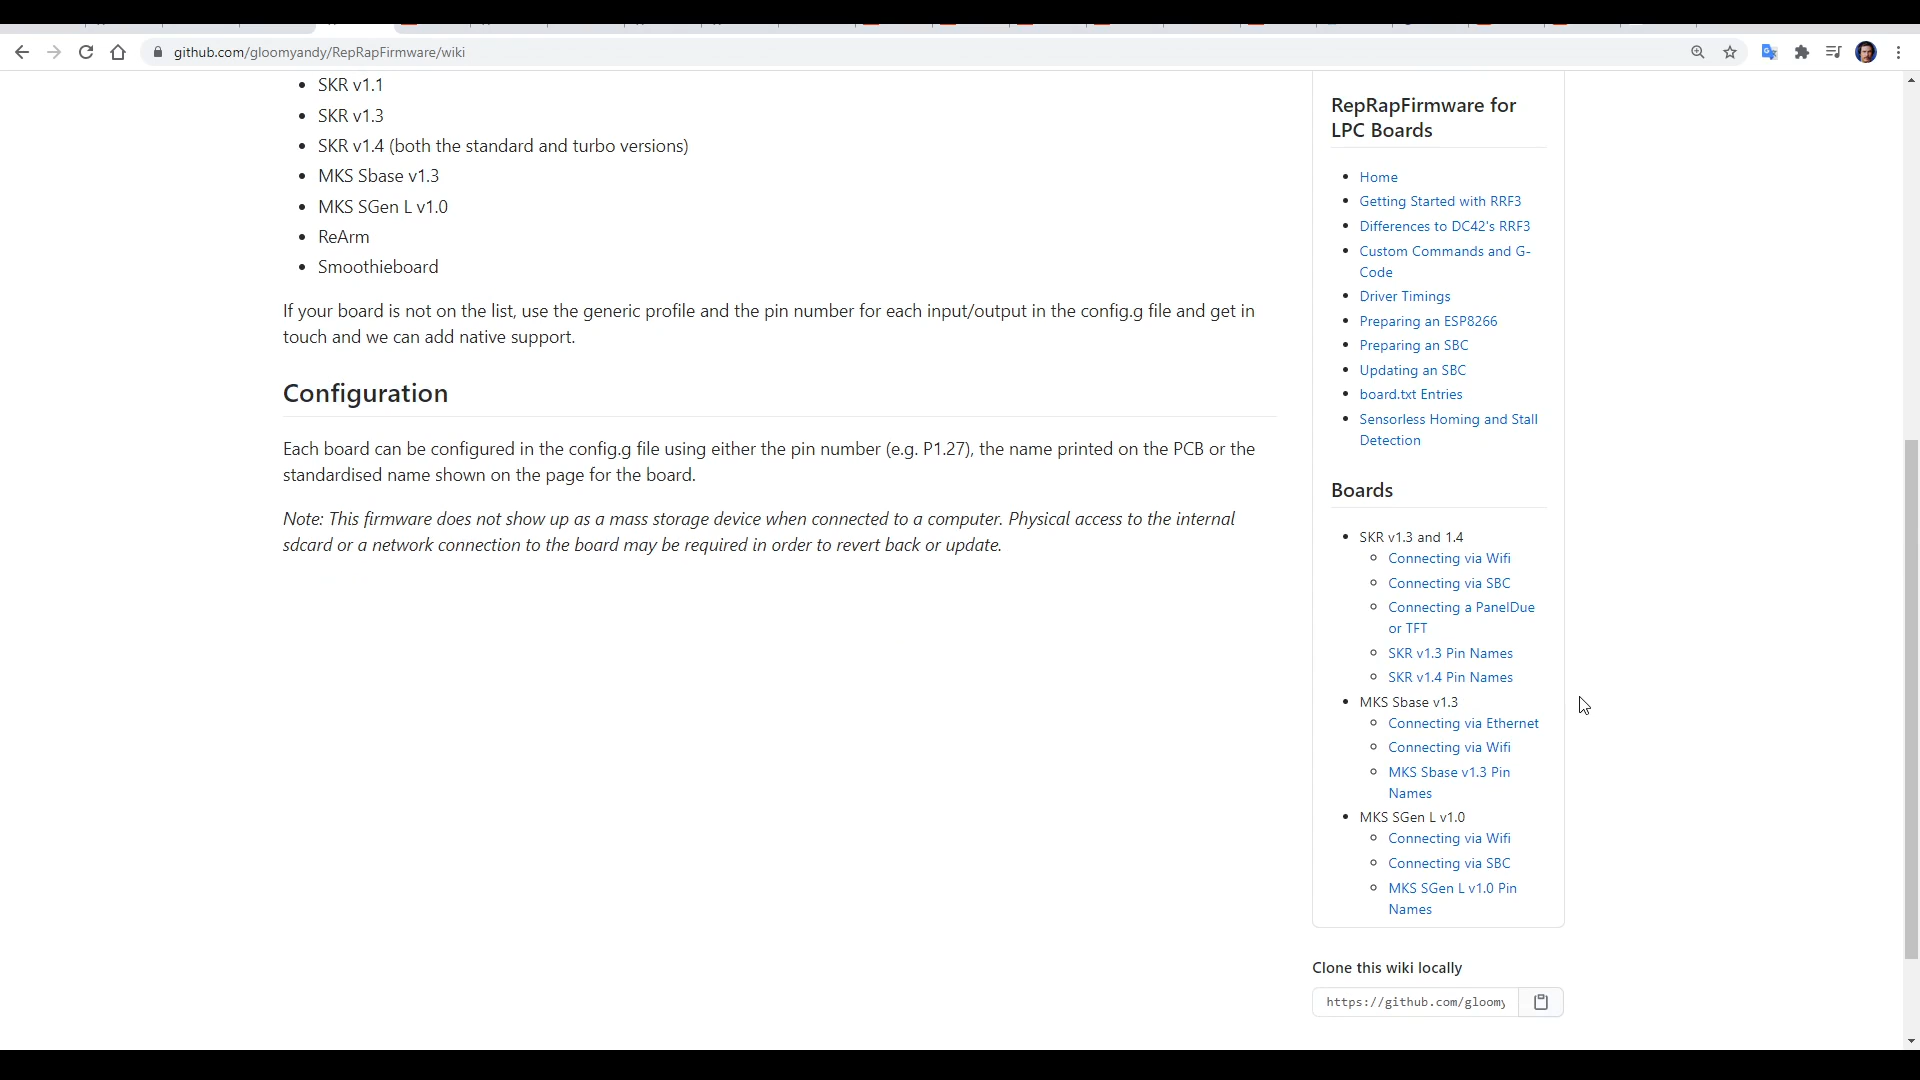 github.com/gloomyandy/RepRapFirmware/wiki
SKR v1.1
SKR v1.3
SKR v1.4 (both the standard and turbo versions)
MKS Sbase v1.3
MKS SGen L v1.0
ReArm
Smoothieboard
If your board is not on the list, use the generic profile and the pin number for each input/output in the config.g file and get in
touch and we can add native support.
Configuration
Each board can be configured in the config.g file using either the pin number (e.g. P1.27), the name printed on the PCB or the
standardised name shown on the page for the board.
Note: This firmware does not show up as a mass storage device when connected to a computer. Physical access to the internal
sdcard or a network connection to the board may be required in order to revert back or update.
RepRapFirmware for
LPC Boards
Home
Getting Started with RRF3
Differences to DC42's RRF3
Custom Commands and G-
Code
Driver Timings
Preparing an ESP8266
Preparing an SBC
Updating an SBC
board.txt Entries
Sensorless Homing and Stall
Detection
Boards
SKR v1.3 and 1.4
Connecting via Wifi
Connecting via SBC
Connecting a PanelDue
or TFT
SKR v1.3 Pin Names
SKR v1.4 Pin Names
MKS Sbase v1.3
Connecting via Ethernet
Connecting via Wifi
MKS Sbase v1.3 Pin
Names
MKS SGen L v1.0
Connecting via Wifi
Connecting via SBC
MKS SGen L v1.0 Pin
Names
Clone this wiki locally
https://github.com/gloomy